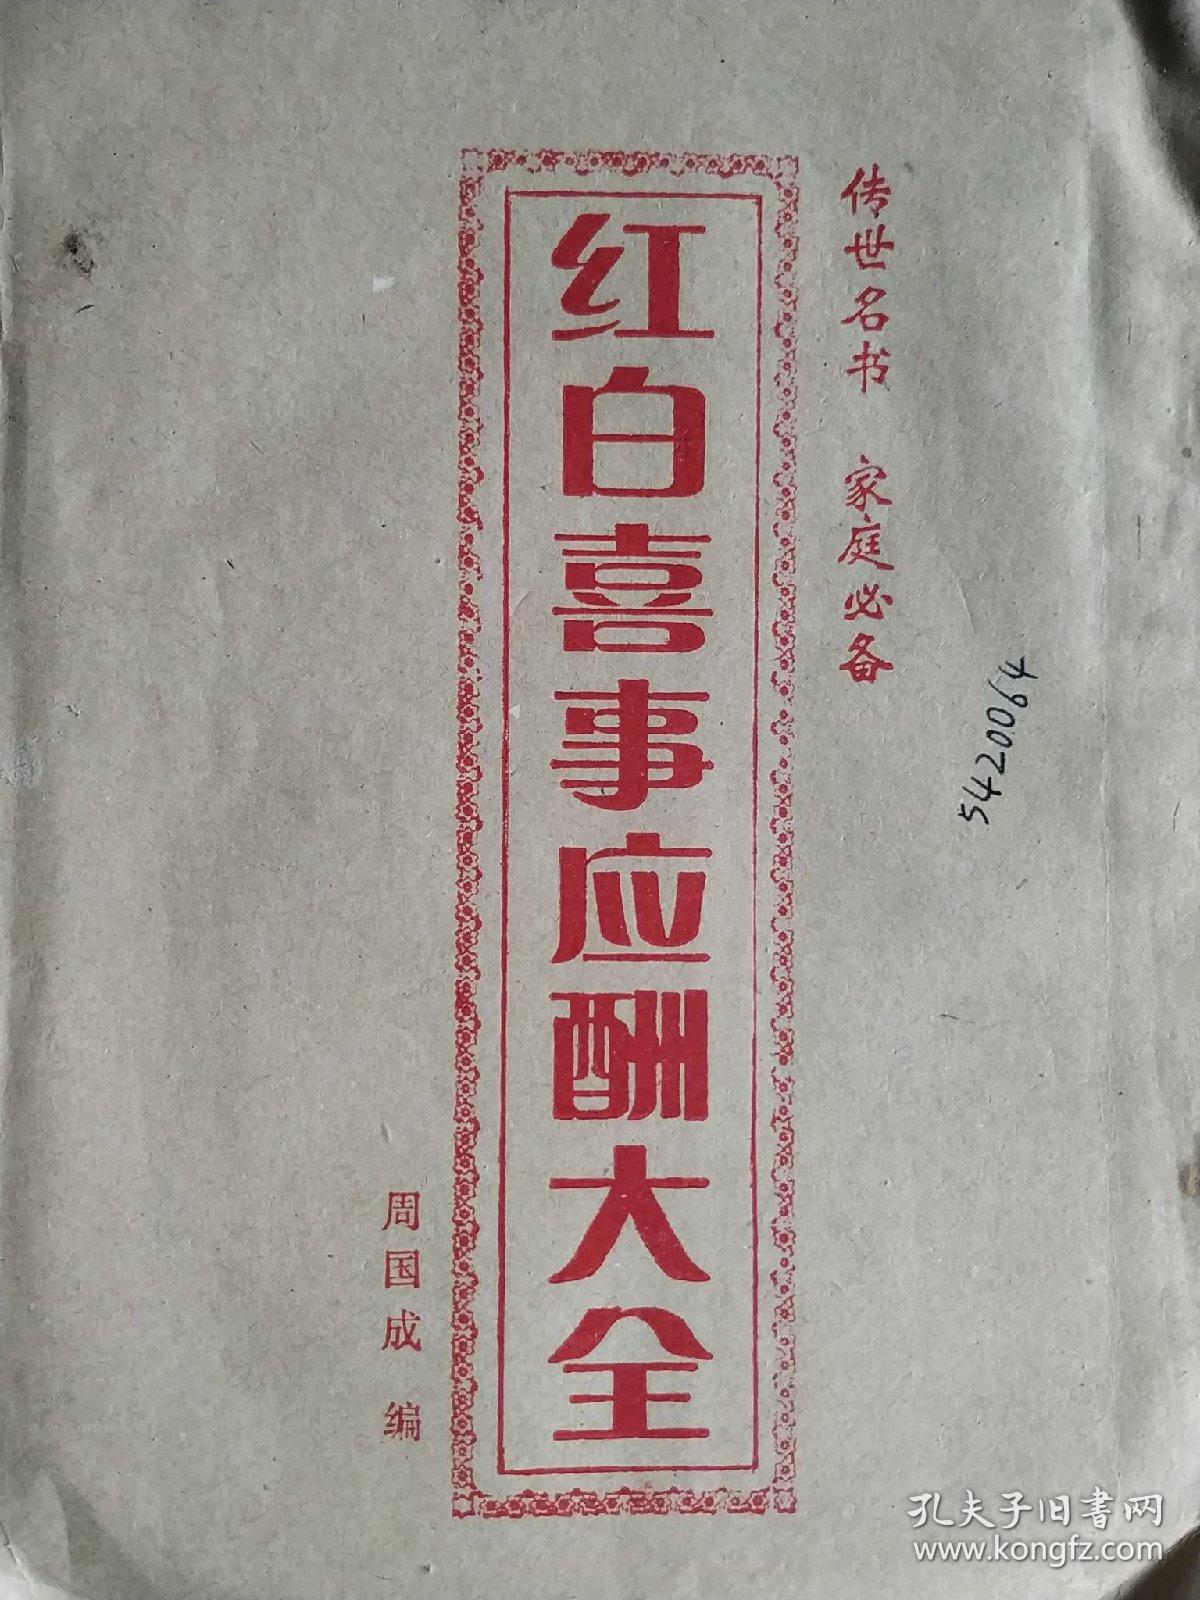 传世名书 家庭必备
红白喜事应酬大全
周国成 编
5420064
孔夫子旧书网
www.kongfz.com